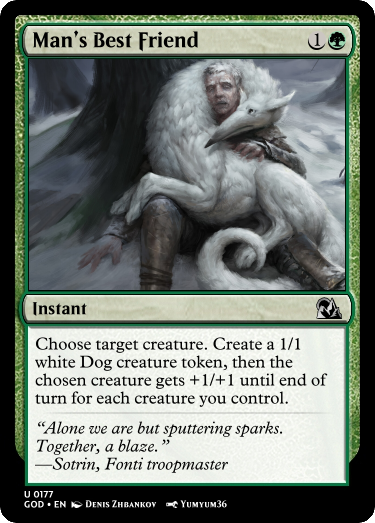 Man's Best Friend 1
Instant
Choose target creature. Create a 1/1
white Dog creature token, then the
chosen creature gets +1/+1 until end of
turn for each creature you control.
"Alone we are but sputtering sparks.
Together, a blaze."
—Sotrin, Fonti troopmaster
U 0177
GOD • EN Denis Zhbankov Yumyum36